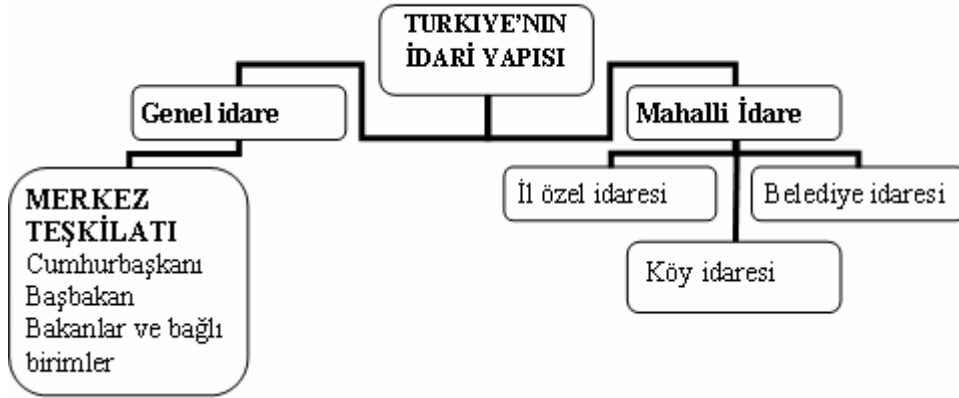 TURKIYE'NIN
İDARİ YAPISI
Genel idare
Mahalli İdare
MERKEZ
TEŞKİLATI
Cumhurbaşkanı
Başbakan
Bakanlar ve bağlı
birimler
İl özel idaresi
Belediye idaresi
Köy idaresi